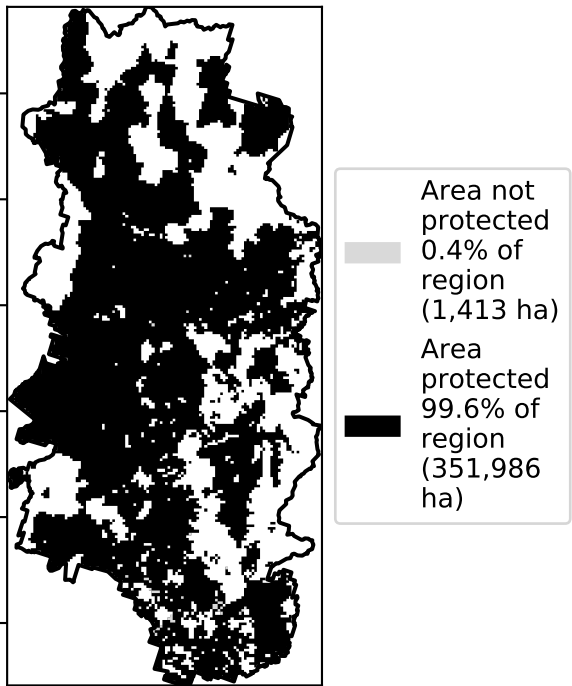 Area not
protected
0.4% of
region
(1,413 ha)
Area
protected
99.6% of
region
(351,986
ha)